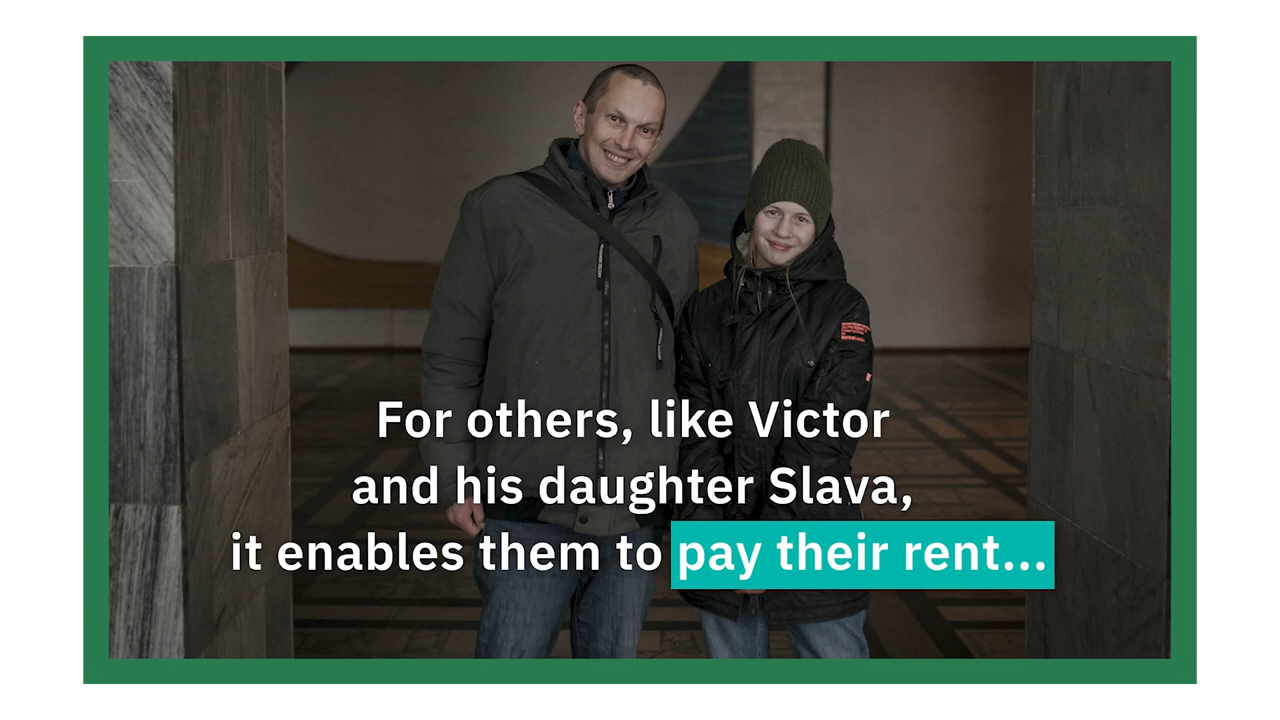 For others, like Victor
and his daughter Slava,
it enables them to pay their rent...